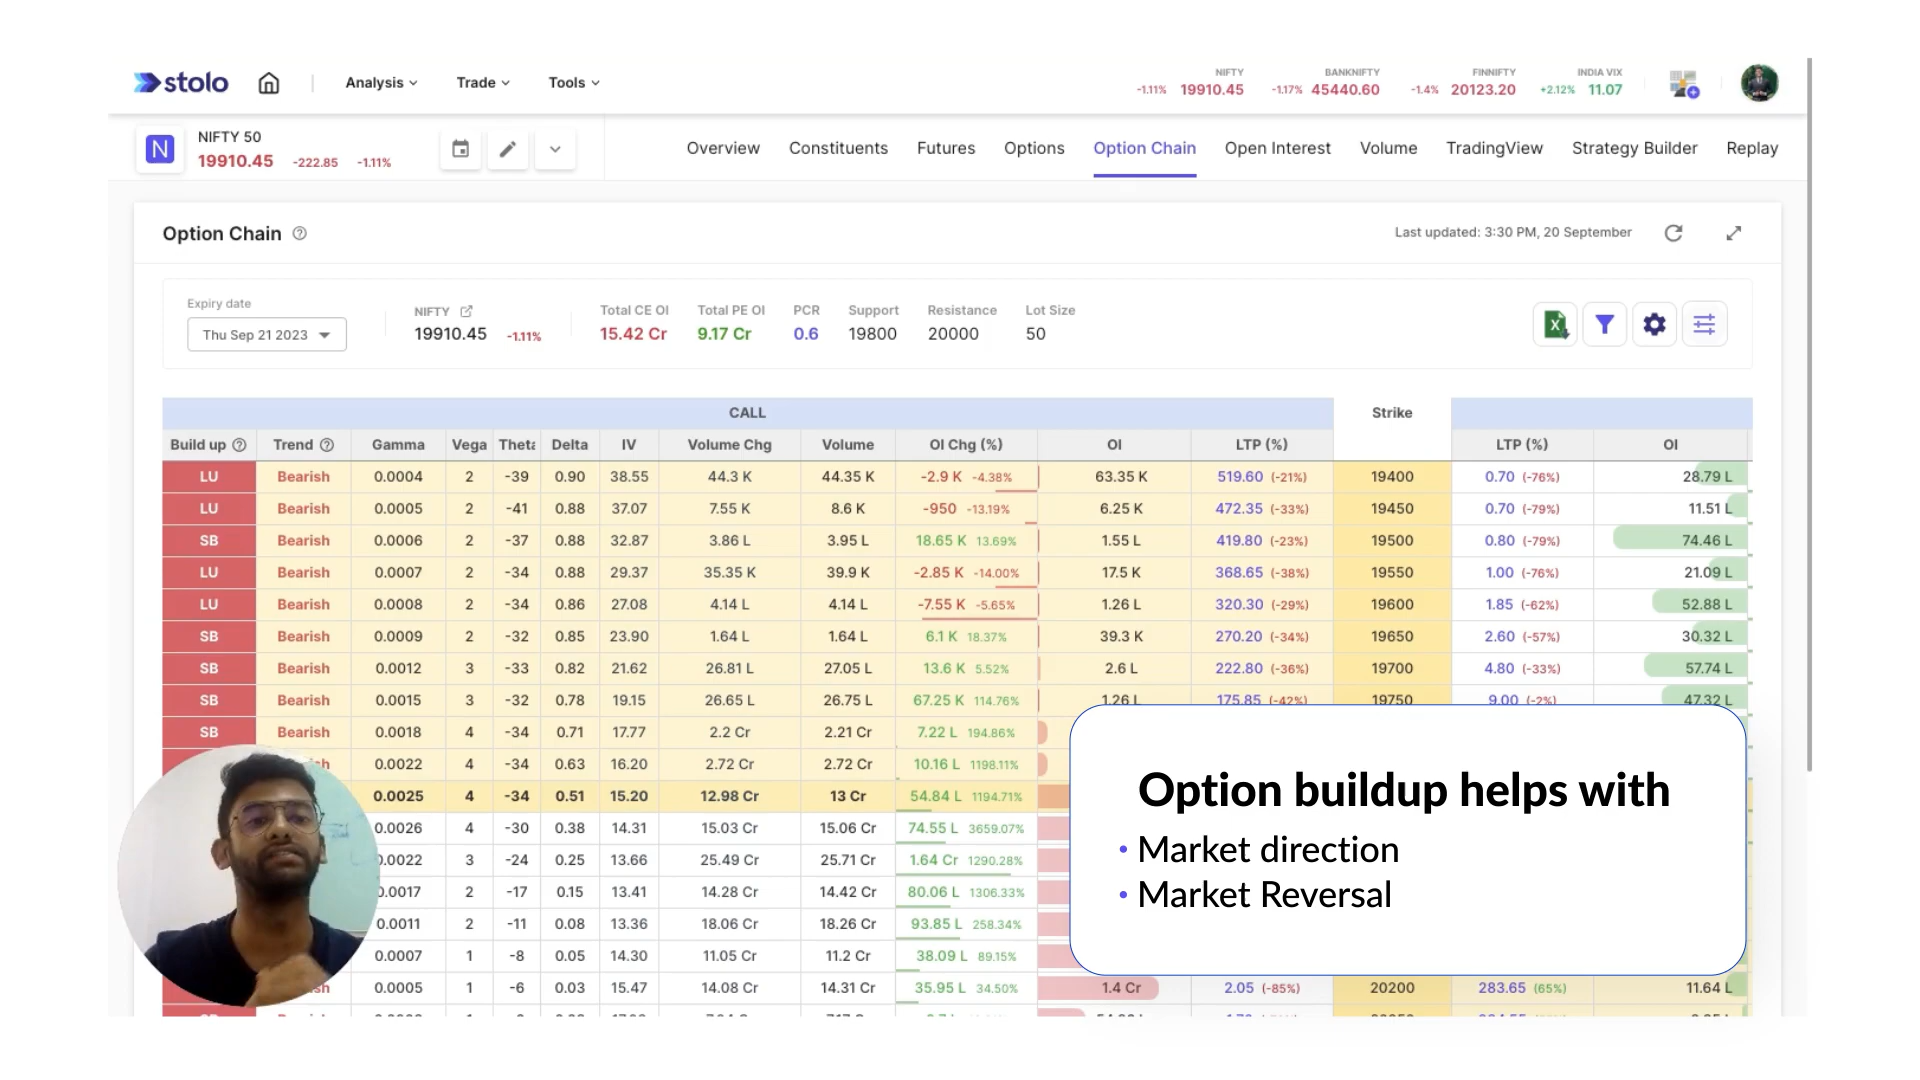 stolo
Analysis Trade Tools
NIFTY BANKNIFTY FINNIFTY INDIA VIX
-1.11% 19910.45 -1.17% 45440.60 -1.4% 20123.20 +2.12% 11.07
N
NIFTY 50
19910.45 -222.85 -1.11%
Overview Constituents Futures Options Option Chain Open Interest Volume TradingView Strategy Builder Replay
Option Chain
Last updated: 3:30 PM, 20 September
Expiry date
Thu Sep 21 2023
NIFTY
19910.45 -1.11%
Total CE OI Total PE OI PCR Support Resistance Lot Size
15.42 Cr 9.17 Cr 0.6 19800 20000 50
CALL Strike
Build up Trend Gamma Vega Theta Delta IV Volume Chg Volume OI Chg (%) OI LTP (%) LTP (%) OI
LU Bearish 0.0004 2 -39 0.90 38.55 44.3 K 44.35 K -2.9 K -4.38% 63.35 K 519.60 (-21%) 19400 0.70 (-76%) 28.79 L
LU Bearish 0.0005 2 -41 0.88 37.07 7.55 K 8.6 K -950 -13.19% 6.25 K 472.35 (-33%) 19450 0.70 (-79%) 11.51 L
SB Bearish 0.0006 2 -37 0.88 32.87 3.86 L 3.95 L 18.65 K 13.69% 1.55 L 419.80 (-23%) 19500 0.80 (-79%) 74.46 L
LU Bearish 0.0007 2 -34 0.88 29.37 35.35 K 39.9 K -2.85 K -14.00% 17.5 K 368.65 (-38%) 19550 1.00 (-76%) 21.09 L
LU Bearish 0.0008 2 -34 0.86 27.08 4.14 L 4.14 L -7.55 K -5.65% 1.26 L 320.30 (-29%) 19600 1.85 (-62%) 52.88 L
SB Bearish 0.0009 2 -32 0.85 23.90 1.64 L 1.64 L 6.1 K 18.37% 39.3 K 270.20 (-34%) 19650 2.60 (-57%) 30.32 L
SB Bearish 0.0012 3 -33 0.82 21.62 26.81 L 27.05 L 13.6 K 5.52% 2.6 L 222.80 (-36%) 19700 4.80 (-33%) 57.74 L
SB Bearish 0.0015 3 -32 0.78 19.15 26.65 L 26.75 L 67.25 K 114.76% 1.26 L 175.85 (-42%) 19750 9.00 (-2%) 47.32 L
SB Bearish 0.0018 4 -34 0.71 17.77 2.2 Cr 2.21 Cr 7.22 L 194.86%
0.0022 4 -34 0.63 16.20 2.72 Cr 2.72 Cr 10.16 L 1198.11%
0.0025 4 -34 0.51 15.20 12.98 Cr 13 Cr 54.84 L 1194.71%
0.0026 4 -30 0.38 14.31 15.03 Cr 15.06 Cr 74.55 L 3659.07%
0.0022 3 -24 0.25 13.66 25.49 Cr 25.71 Cr 1.64 Cr 1290.28%
0.0017 2 -17 0.15 13.41 14.28 Cr 14.42 Cr 80.06 L 1306.33%
0.0011 2 -11 0.08 13.36 18.06 Cr 18.26 Cr 93.85 L 258.34%
0.0007 1 -8 0.05 14.30 11.05 Cr 11.2 Cr 38.09 L 89.15%
0.0005 1 -6 0.03 15.47 14.08 Cr 14.31 Cr 35.95 L 34.50% 1.4 Cr 2.05 (-85%) 20200 283.65 (65%) 11.64 L
Option buildup helps with
• Market direction
• Market Reversal